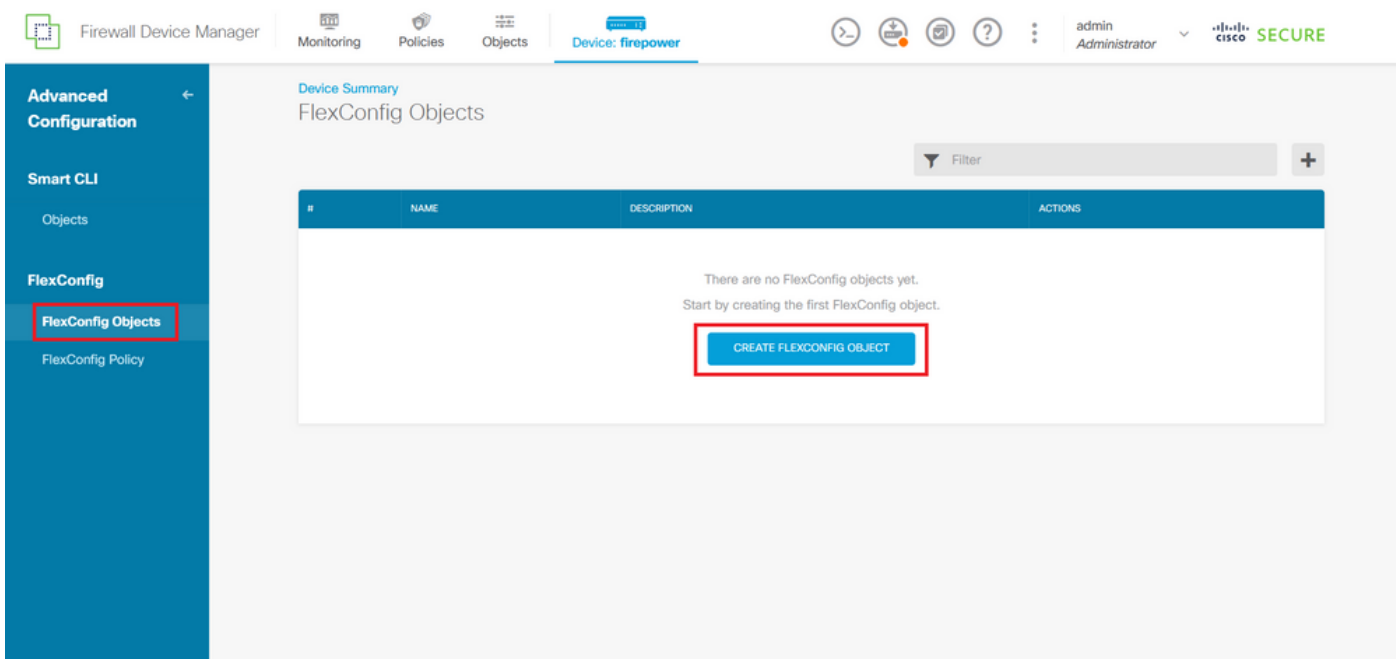 Firewall Device Manager
Monitoring
Policies
Objects
Device: firepower
admin
Administrator
cisco SECURE
Advanced
Configuration
Smart CLI
Objects
FlexConfig
FlexConfig Objects
FlexConfig Policy
Device Summary
FlexConfig Objects
Filter
# NAME DESCRIPTION ACTIONS
There are no FlexConfig objects yet.
Start by creating the first FlexConfig object.
CREATE FLEXCONFIG OBJECT